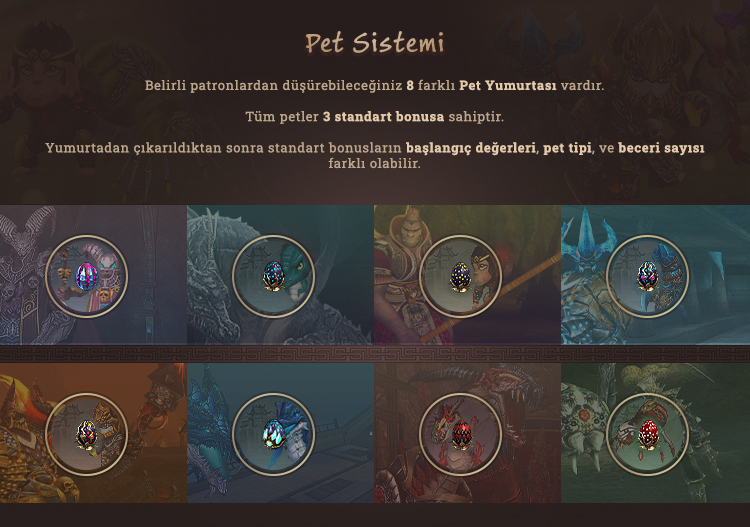 Pet Sistemi
Belirli patronlardan düşürebileceğiniz 8 farklı Pet Yumurtası vardır.
Tüm petler 3 standart bonusa sahiptir.
Yumurtadan çıkarıldıktan sonra standart bonusların başlangıç değerleri, pet tipi, ve beceri sayısı
farklı olabilir.